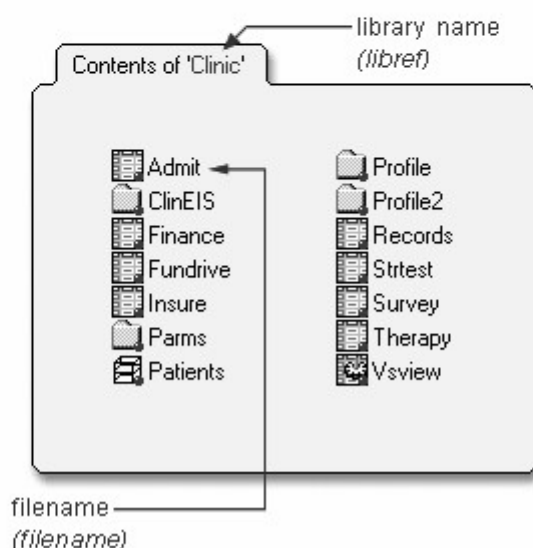 library name
(libref)
Contents of 'Clinic'
Admit
ClinEIS
Finance
Fundrive
Insure
Parms
Patients
Profile
Profile2
Records
Strtest
Survey
Therapy
Vsview
filename
(filename)